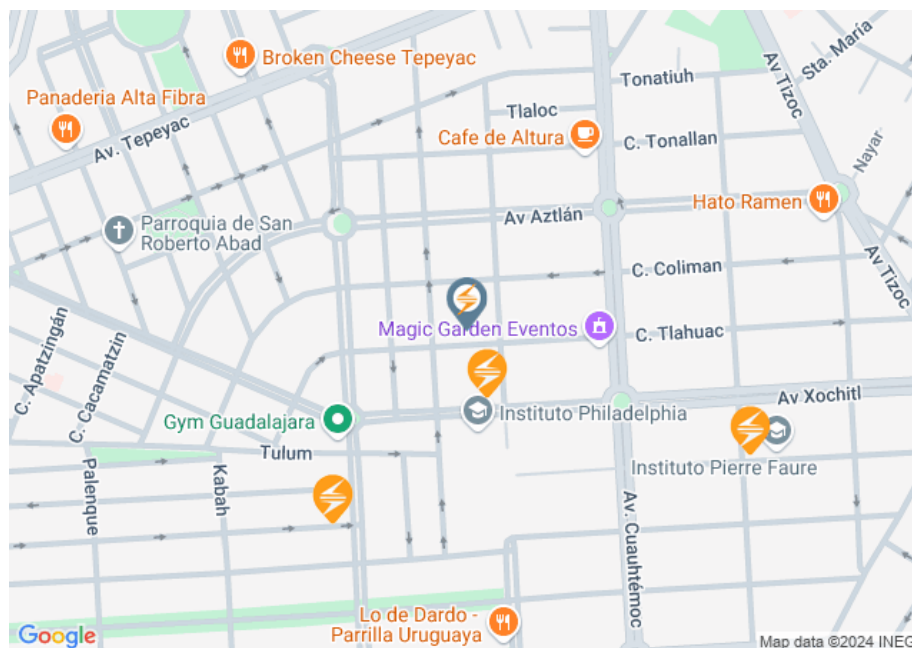 Broken Cheese Tepeyac
Panaderia Alta Fibra
Av. Tepeyac
Tlaloc
Cafe de Altura
Tonatiuh
Av Tizoc
Sta. María
C. Tonallan
Nayar
Hato Ramen
Parroquia de San
Roberto Abad
Av Aztlán
C. Coliman
Av Tizoc
Magic Garden Eventos
C. Tlahuac
C. Apatzingán
C. Cacamatzin
Av Xochitl
Gym Guadalajara
Instituto Philadelphia
Tulum
Instituto Pierre Faure
Palenque
Kabah
Av. Cuauhtémoc
Lo de Dardo -
Parrilla Uruguaya
Google
Map data ©2024 INEG